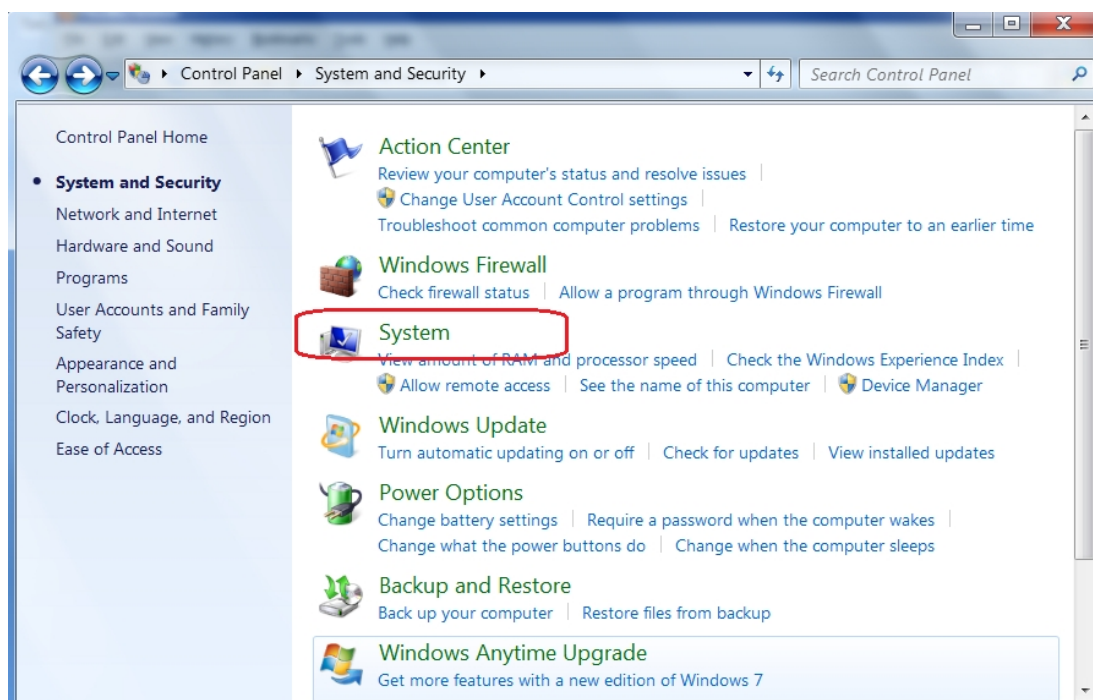 Control Panel System and Security
Search Control Panel
Control Panel Home
System and Security
Network and Internet
Hardware and Sound
Programs
User Accounts and Family
Safety
Appearance and
Personalization
Clock, Language, and Region
Ease of Access
Action Center
Review your computer's status and resolve issues
Change User Account Control settings
Troubleshoot common computer problems Restore your computer to an earlier time
Windows Firewall
Check firewall status Allow a program through Windows Firewall
System
View amount of RAM and processor speed Check the Windows Experience Index
Allow remote access See the name of this computer Device Manager
Windows Update
Turn automatic updating on or off Check for updates View installed updates
Power Options
Change battery settings Require a password when the computer wakes
Change what the power buttons do Change when the computer sleeps
Backup and Restore
Back up your computer Restore files from backup
Windows Anytime Upgrade
Get more features with a new edition of Windows 7